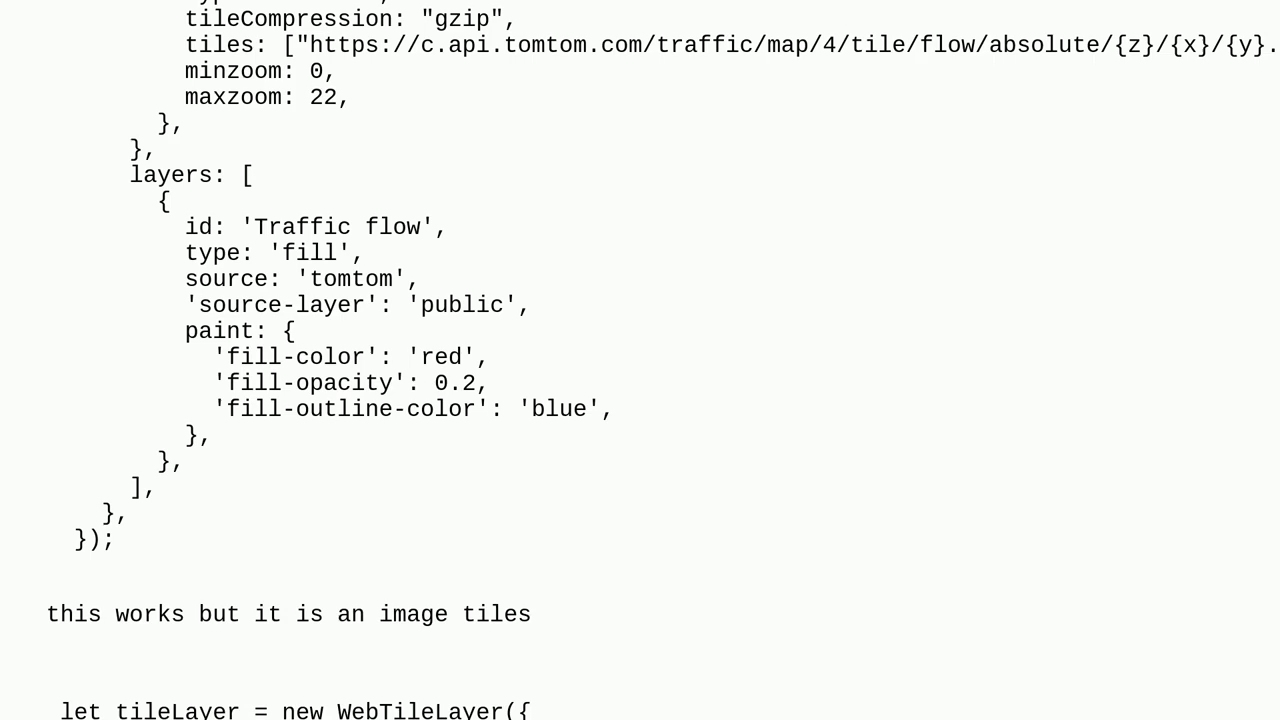 tileCompression: "gzip",
tiles: ["https://c.api.tomtom.com/traffic/map/4/tile/flow/absolute/{z}/{x}/{y}.
minzoom: 0,
maxzoom: 22,
},
},
layers: [
{
id: 'Traffic flow',
type: 'fill',
source: 'tomtom',
'source-layer': 'public',
paint: {
'fill-color': 'red',
'fill-opacity': 0.2,
'fill-outline-color': 'blue',
},
},
],
},
});
this works but it is an image tiles
let tileLayer = new WebTileLayer({